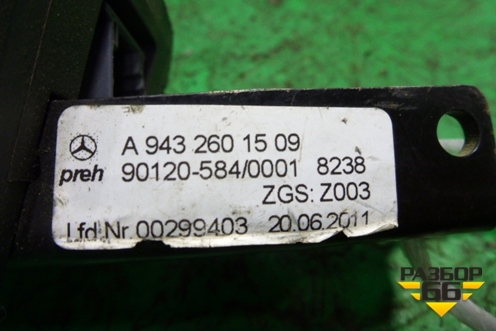 A 943 260 15 09
preh 90120-584/0001 8238
ZGS: Z003
Lfd.Nr.00299403 20.06.2011
РАЗБОР
66